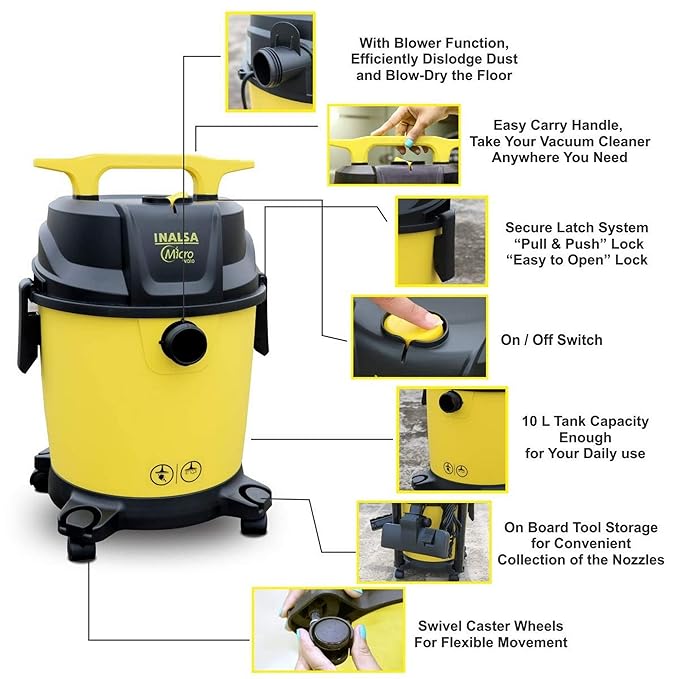 With Blower Function,
Efficiently Dislodge Dust
and Blow-Dry the Floor
Easy Carry Handle,
Take Your Vacuum Cleaner
Anywhere You Need
INALSA
Micro
WD10
Secure Latch System
“Pull & Push” Lock
“Easy to Open” Lock
On / Off Switch
10 L Tank Capacity
Enough
for Your Daily use
On Board Tool Storage
for Convenient
Collection of the Nozzles
Swivel Caster Wheels
For Flexible Movement